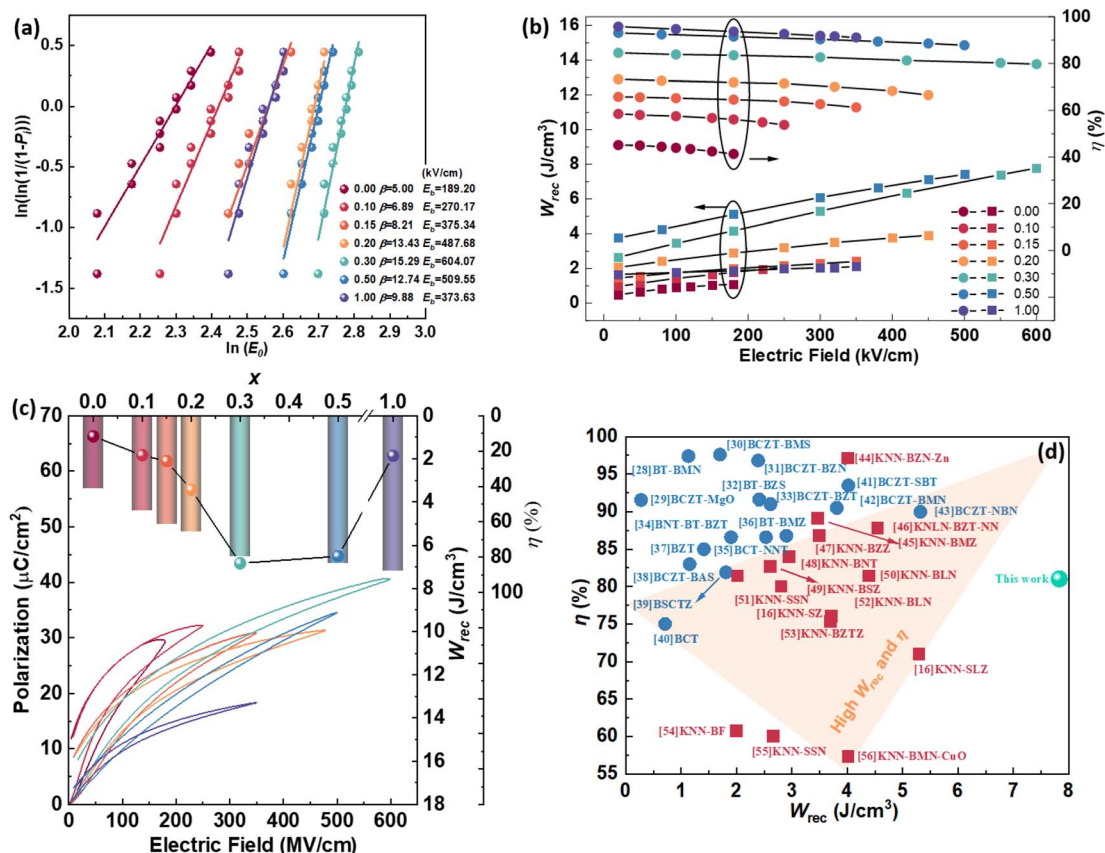 (a)
ln(ln(1/(1-Pᵢ)))
0.5
0.0
-0.5
-1.0
-1.5
(kV/cm)
0.00 β=5.00 E_b=189.20
0.10 β=6.89 E_b=270.17
0.15 β=8.21 E_b=375.34
0.20 β=13.43 E_b=487.68
0.30 β=15.29 E_b=604.07
0.50 β=12.74 E_b=509.55
1.00 β=9.88 E_b=373.63
2.0 2.1 2.2 2.3 2.4 2.5 2.6 2.7 2.8 2.9 3.0
ln (E₀)
(b)
W_rec (J/cm³)
16
14
12
10
8
6
4
2
0
100
80
60
40
20
0
η (%)
0.00
0.10
0.15
0.20
0.30
0.50
1.00
0 100 200 300 400 500 600
Electric Field (kV/cm)
x
0.0 0.1 0.2 0.3 0.4 0.5 1.0
(c)
Polarization (μC/cm²)
70
60
50
40
30
20
10
0
0
2
4
6
8
10
12
14
16
18
W_rec (J/cm³)
0
20
40
60
80
100
η (%)
0 100 200 300 400 500 600
Electric Field (MV/cm)
(d)
η (%)
100
95
90
85
80
75
70
65
60
55
[30]BCZT-BMS
[28]BT-BMN
[31]BCZT-BZN
[44]KNN-BZN-Zn
[32]BT-BZS
[41]BCZT-SBT
[29]BCZT-MgO
[33]BCZT-BZT
[42]BCZT-BMN
[43]BCZT-NBN
[34]BNT-BT-BZT
[36]BT-BMZ
[46]KNLN-BZT-NN
[45]KNN-BMZ
[37]BZT
[35]BCT-NNT
[47]KNN-BZZ
[48]KNN-BNT
[38]BCZT-BAS
[49]KNN-BSZ
[50]KNN-BLN
This work
[39]BSCTZ
[51]KNN-SSN
[52]KNN-BLN
[16]KNN-SZ
[40]BCT
[53]KNN-BZTZ
[16]KNN-SLZ
High W_rec and η
[54]KNN-BF
[55]KNN-SSN
[56]KNN-BMN-CuO
0 1 2 3 4 5 6 7 8
W_rec (J/cm³)